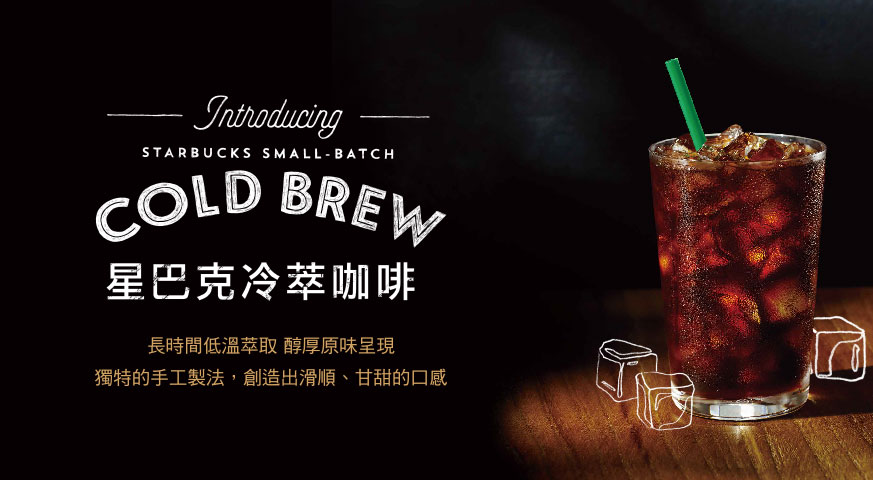 Introducing
STARBUCKS SMALL-BATCH
COLD BREW
星巴克冷萃咖啡
長時間低溫萃取 醇厚原味呈現
獨特的手工製法，創造出滑順、甘甜的口感